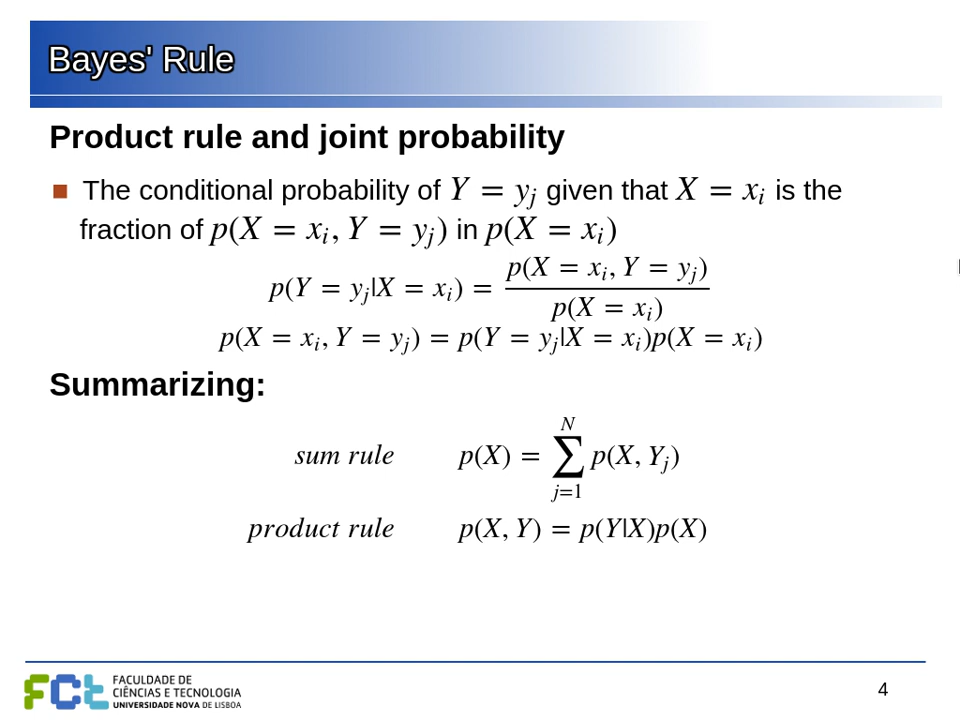 Bayes' Rule
Product rule and joint probability
■ The conditional probability of Y = y_j given that X = x_i is the
fraction of p(X = x_i, Y = y_j) in p(X = x_i)
p(Y = y_j|X = x_i) = p(X = x_i, Y = y_j) / p(X = x_i)
p(X = x_i, Y = y_j) = p(Y = y_j|X = x_i)p(X = x_i)
Summarizing:
sum rule p(X) = ∑_{j=1}^{N} p(X, Y_j)
product rule p(X, Y) = p(Y|X)p(X)
FCt FACULDADE DE
CIÊNCIAS E TECNOLOGIA
UNIVERSIDADE NOVA DE LISBOA
4